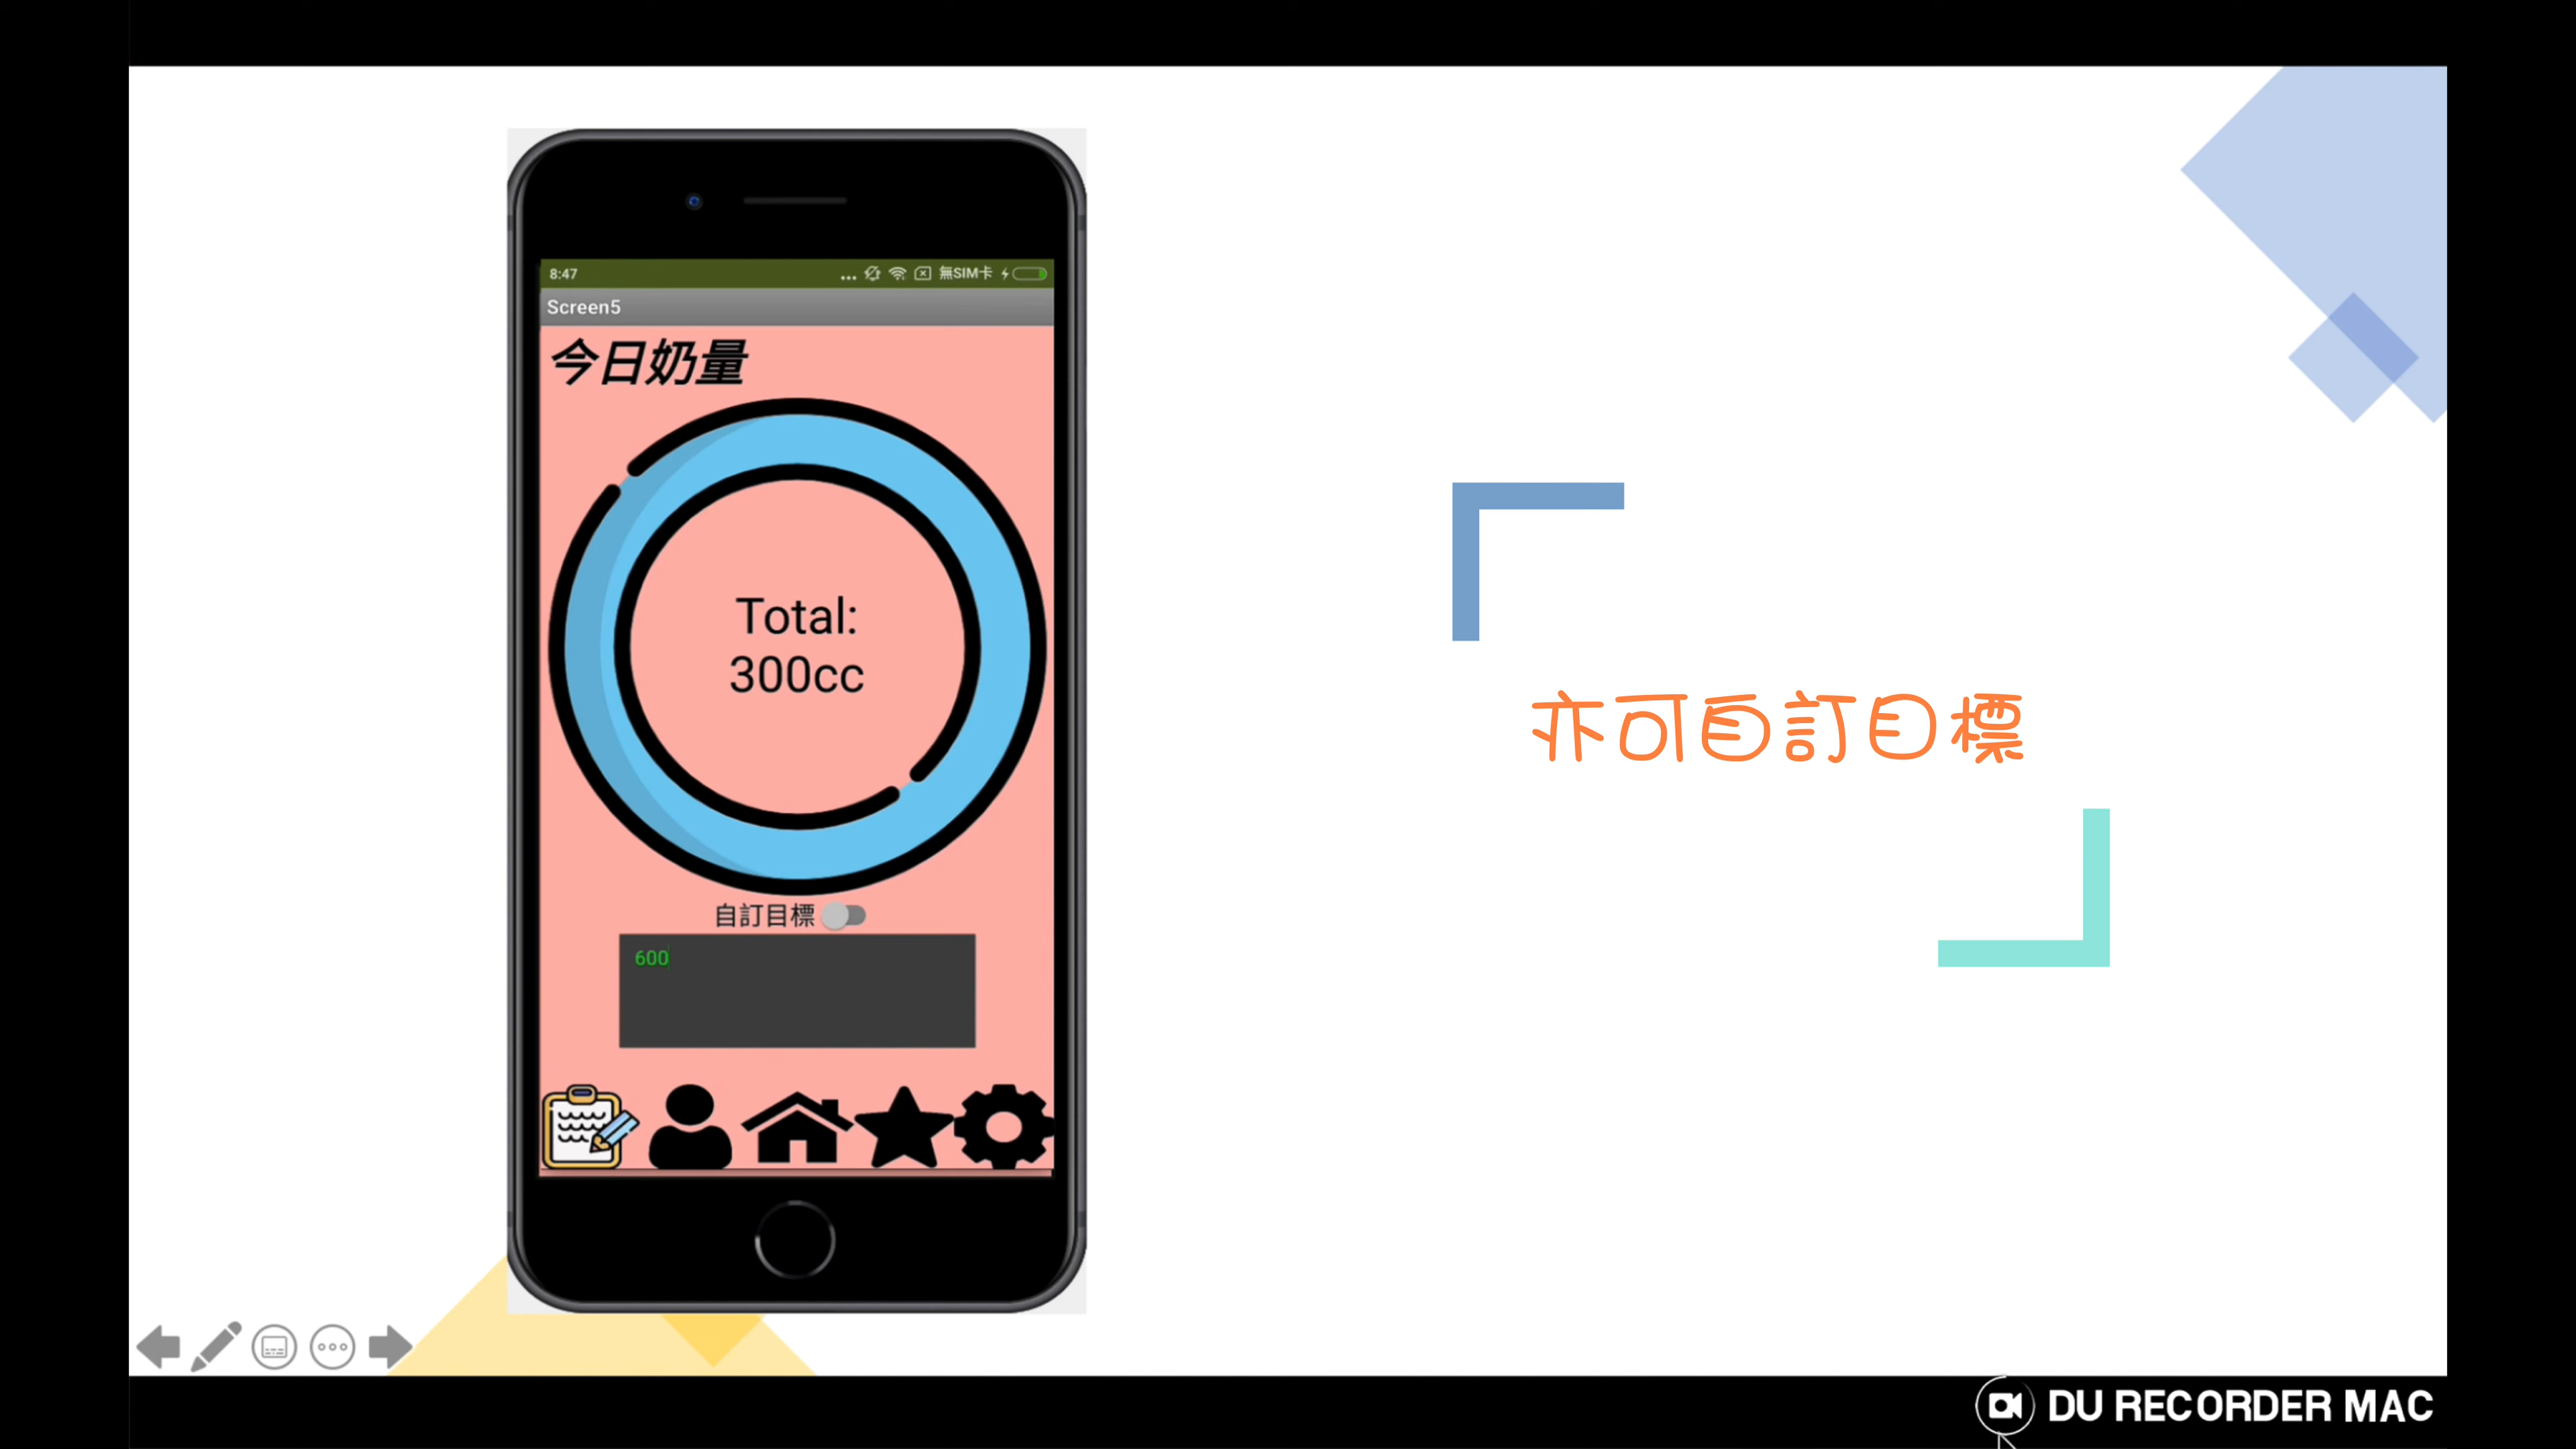 8:47
無SIM卡
Screen5
今日奶量
Total:
300cc
自訂目標
600
亦可自訂目標
DU RECORDER MAC